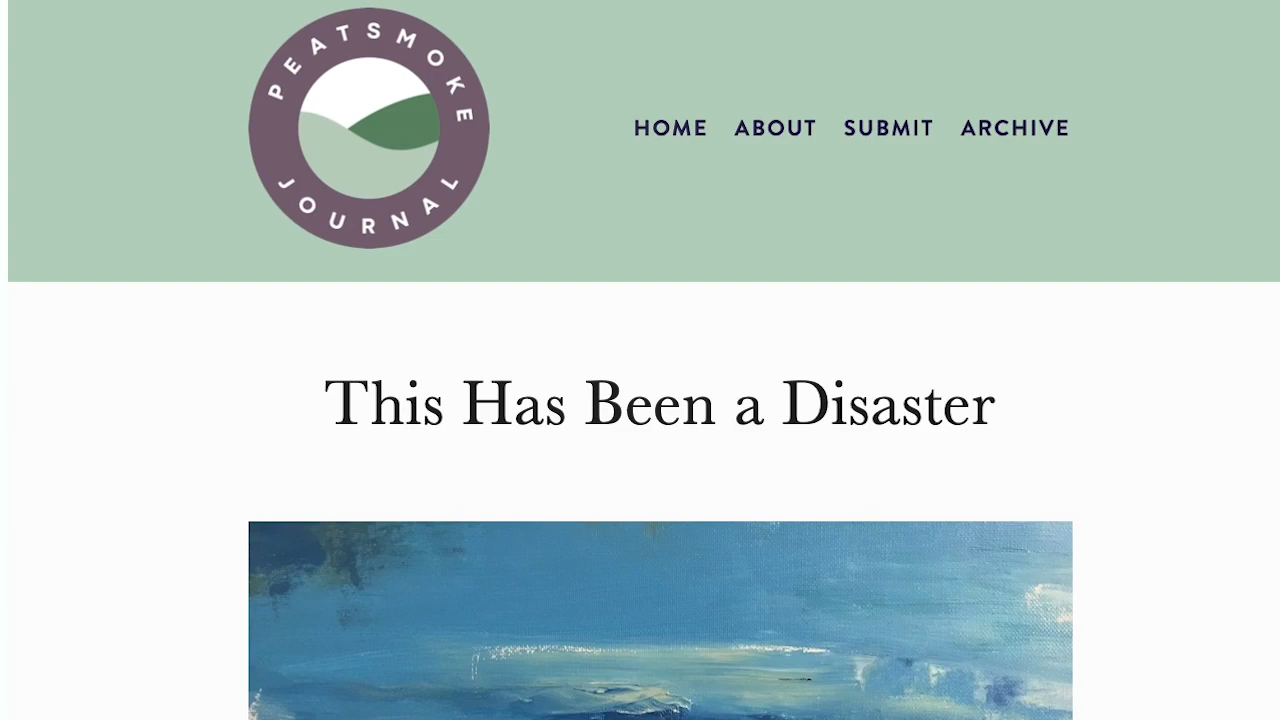 PEATSMOKE
JOURNAL
HOME ABOUT SUBMIT ARCHIVE
This Has Been a Disaster